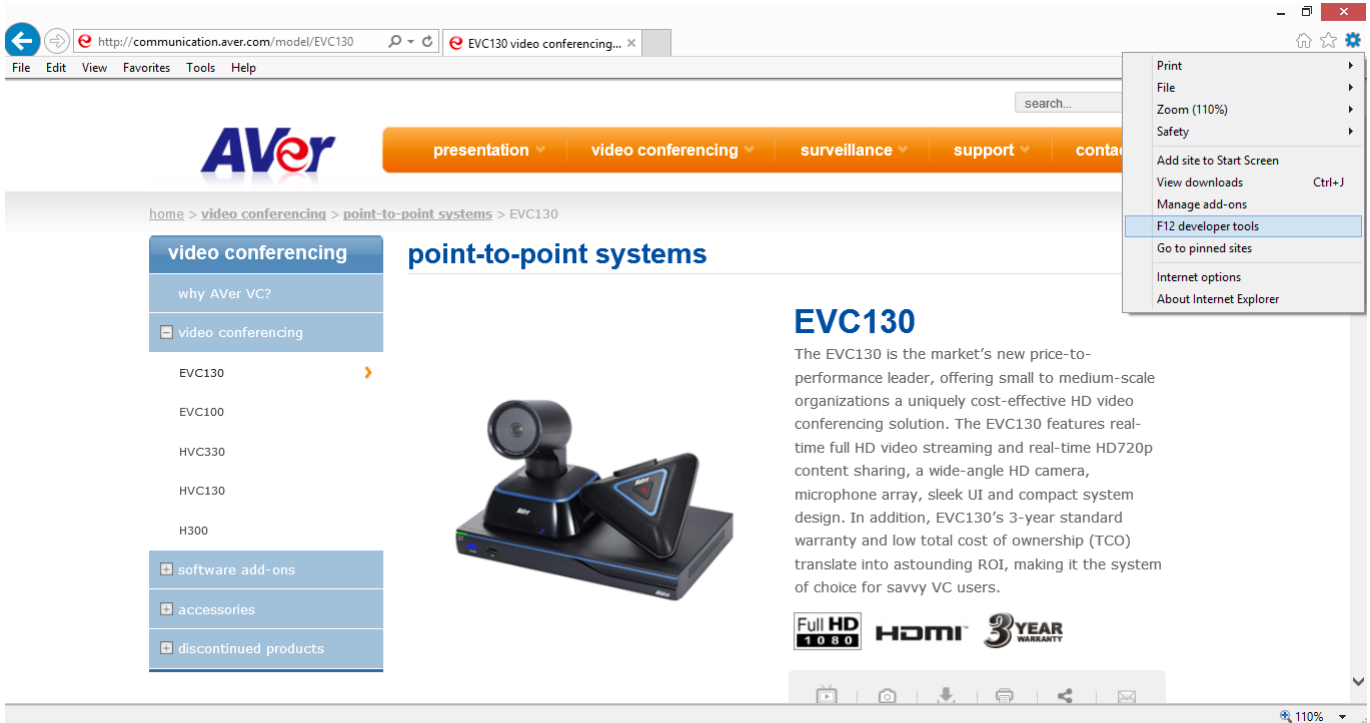 http://communication.aver.com/model/EVC130
EVC130 video conferencing...
File Edit View Favorites Tools Help
Print
File
Zoom (110%)
Safety
Add site to Start Screen
View downloads Ctrl+J
Manage add-ons
F12 developer tools
Go to pinned sites
Internet options
About Internet Explorer
search...
AVer
presentation video conferencing surveillance support conta
home > video conferencing > point-to-point systems > EVC130
video conferencing
why AVer VC?
video conferencing
EVC130
EVC100
HVC330
HVC130
H300
software add-ons
accessories
discontinued products
point-to-point systems
AVer
AVer
EVC130
The EVC130 is the market’s new price-to-
performance leader, offering small to medium-scale
organizations a uniquely cost-effective HD video
conferencing solution. The EVC130 features real-
time full HD video streaming and real-time HD720p
content sharing, a wide-angle HD camera,
microphone array, sleek UI and compact system
design. In addition, EVC130’s 3-year standard
warranty and low total cost of ownership (TCO)
translate into astounding ROI, making it the system
of choice for savvy VC users.
Full HD
1080
HDMI™
3 YEAR
WARRANTY
110%